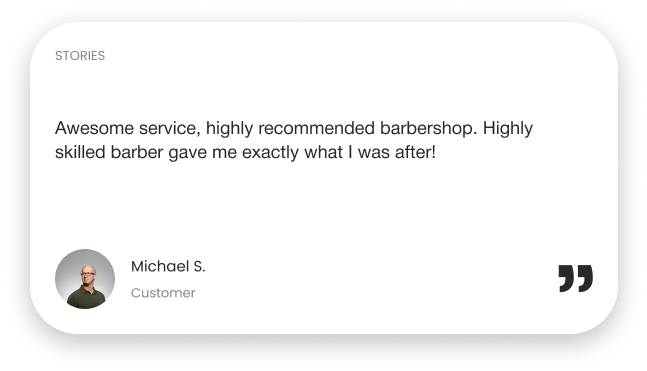 STORIES
Awesome service, highly recommended barbershop. Highly
skilled barber gave me exactly what I was after!
Michael S.
Customer
”